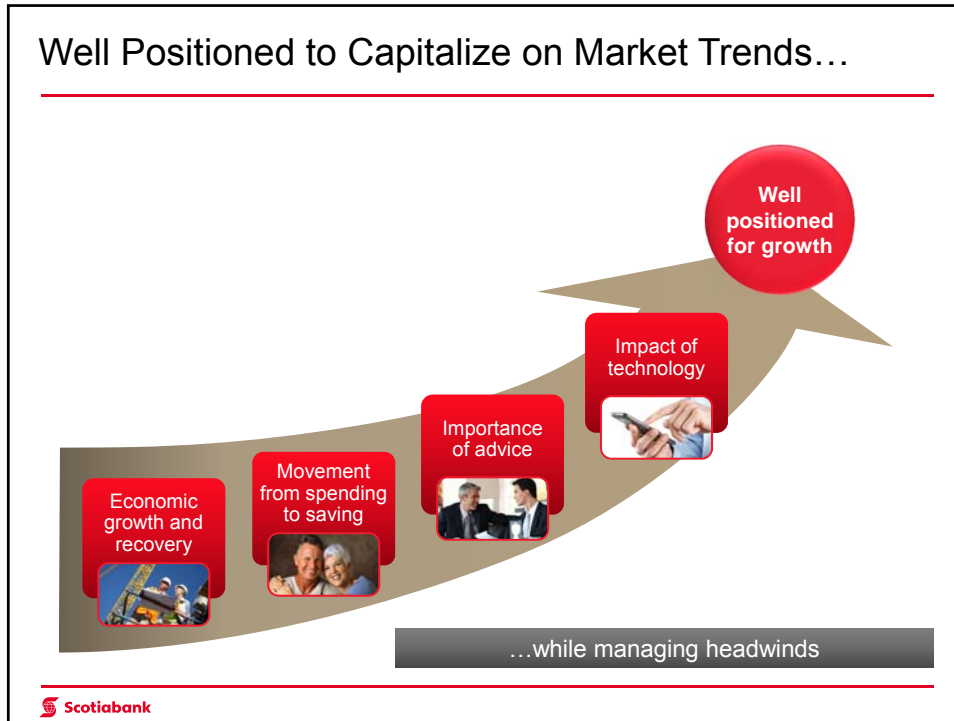 Well Positioned to Capitalize on Market Trends…
Well
positioned
for growth
Impact of
technology
Importance
of advice
Movement
from spending
to saving
Economic
growth and
recovery
…while managing headwinds
Scotiabank